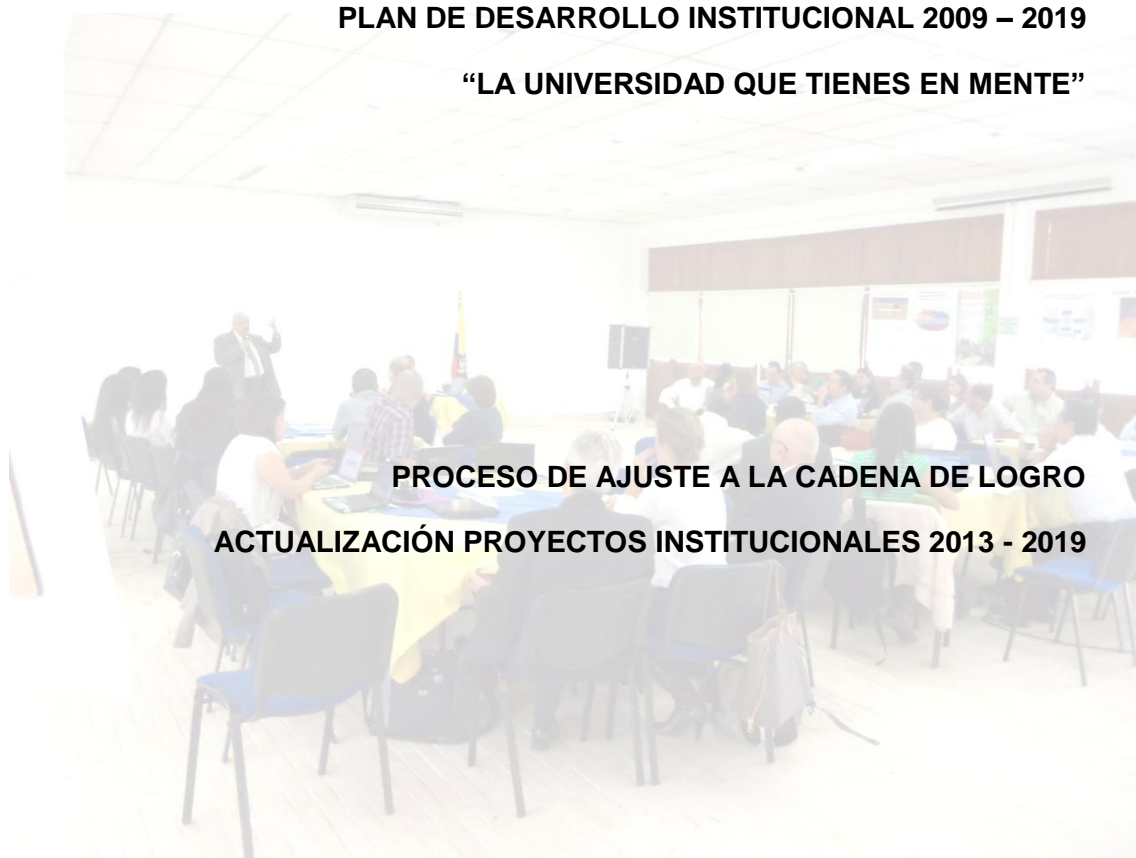 PLAN DE DESARROLLO INSTITUCIONAL 2009 – 2019
“LA UNIVERSIDAD QUE TIENES EN MENTE”
PROCESO DE AJUSTE A LA CADENA DE LOGRO
ACTUALIZACIÓN PROYECTOS INSTITUCIONALES 2013 - 2019